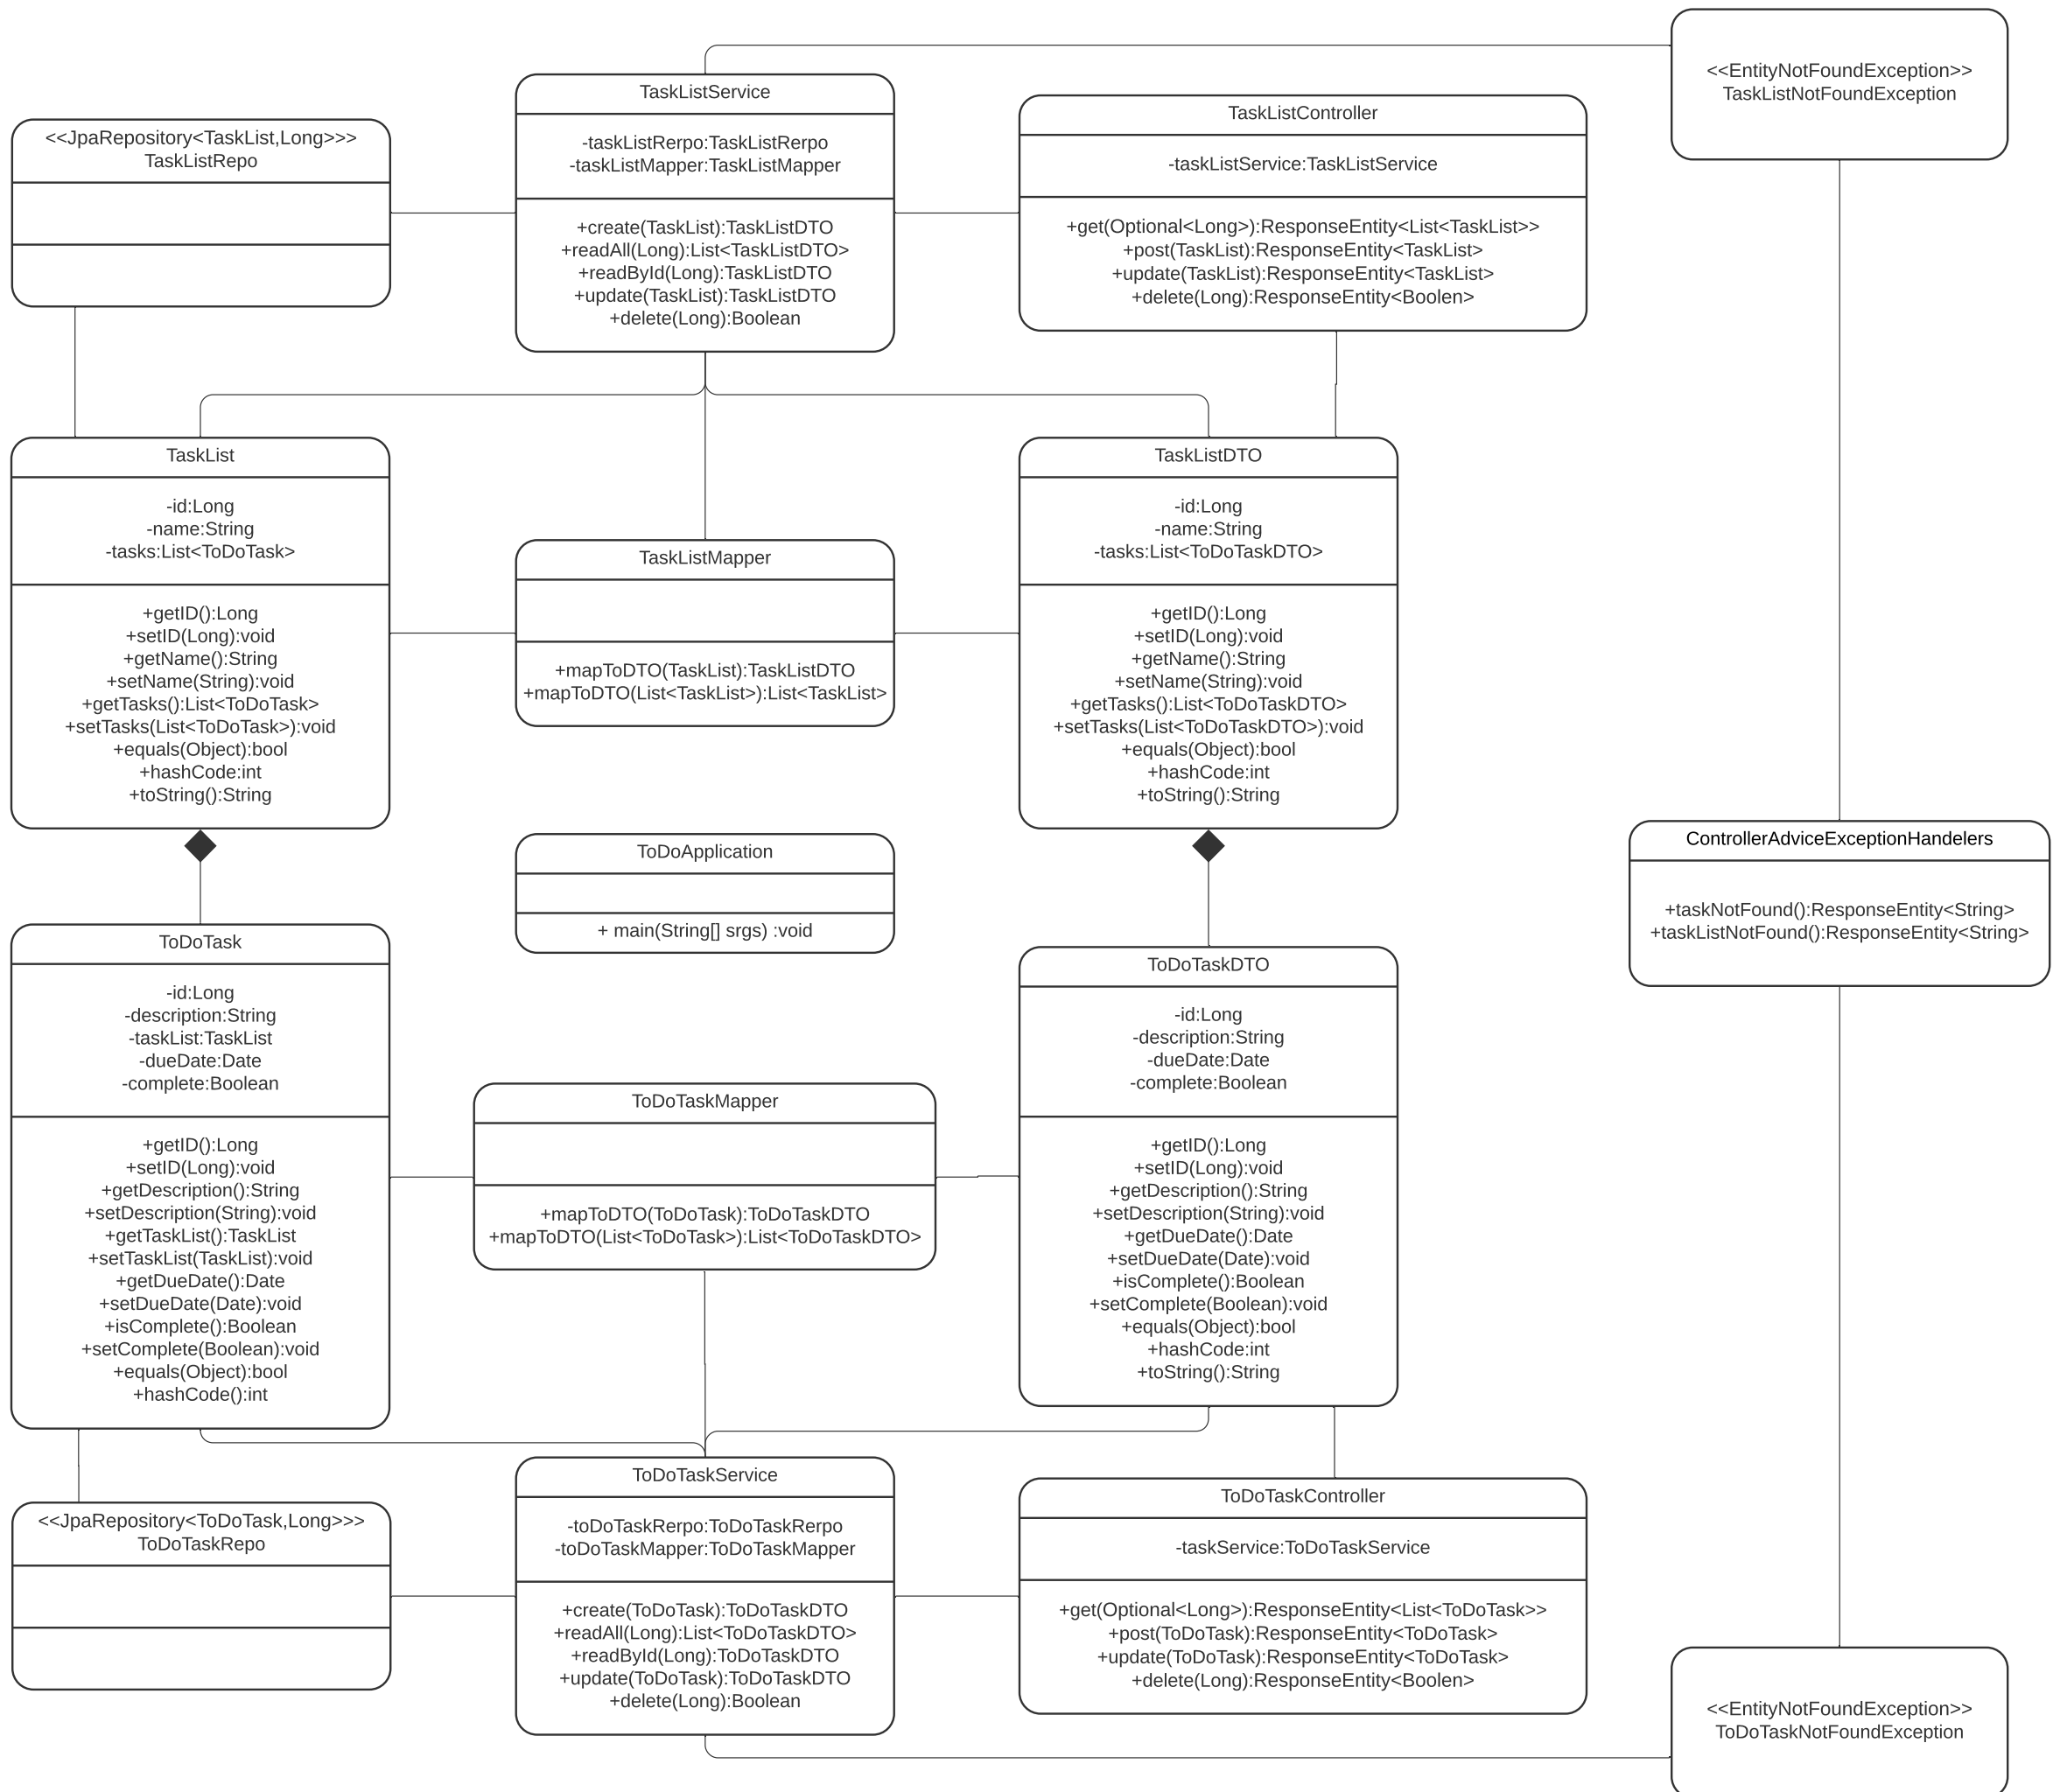 <<EntityNotFoundException>>
TaskListNotFoundException
TaskListService
-taskListRerpo:TaskListRerpo
-taskListMapper:TaskListMapper
+create(TaskList):TaskListDTO
+readAll(Long):List<TaskListDTO>
+readById(Long):TaskListDTO
+update(TaskList):TaskListDTO
+delete(Long):Boolean
TaskListController
-taskListService:TaskListService
+get(Optional<Long>):ResponseEntity<List<TaskList>>
+post(TaskList):ResponseEntity<TaskList>
+update(TaskList):ResponseEntity<TaskList>
+delete(Long):ResponseEntity<Boolen>
<<JpaRepository<TaskList,Long>>>
TaskListRepo
TaskList
-id:Long
-name:String
-tasks:List<ToDoTask>
+getID():Long
+setID(Long):void
+getName():String
+setName(String):void
+getTasks():List<ToDoTask>
+setTasks(List<ToDoTask>):void
+equals(Object):bool
+hashCode:int
+toString():String
TaskListMapper
+mapToDTO(TaskList):TaskListDTO
+mapToDTO(List<TaskList>):List<TaskList>
TaskListDTO
-id:Long
-name:String
-tasks:List<ToDoTaskDTO>
+getID():Long
+setID(Long):void
+getName():String
+setName(String):void
+getTasks():List<ToDoTaskDTO>
+setTasks(List<ToDoTaskDTO>):void
+equals(Object):bool
+hashCode:int
+toString():String
ToDoApplication
+ main(String[] srgs) :void
ControllerAdviceExceptionHandelers
+taskNotFound():ResponseEntity<String>
+taskListNotFound():ResponseEntity<String>
ToDoTask
-id:Long
-description:String
-taskList:TaskList
-dueDate:Date
-complete:Boolean
+getID():Long
+setID(Long):void
+getDescription():String
+setDescription(String):void
+getTaskList():TaskList
+setTaskList(TaskList):void
+getDueDate():Date
+setDueDate(Date):void
+isComplete():Boolean
+setComplete(Boolean):void
+equals(Object):bool
+hashCode():int
ToDoTaskMapper
+mapToDTO(ToDoTask):ToDoTaskDTO
+mapToDTO(List<ToDoTask>):List<ToDoTaskDTO>
ToDoTaskDTO
-id:Long
-description:String
-dueDate:Date
-complete:Boolean
+getID():Long
+setID(Long):void
+getDescription():String
+setDescription(String):void
+getDueDate():Date
+setDueDate(Date):void
+isComplete():Boolean
+setComplete(Boolean):void
+equals(Object):bool
+hashCode:int
+toString():String
<<JpaRepository<ToDoTask,Long>>>
ToDoTaskRepo
ToDoTaskService
-toDoTaskRerpo:ToDoTaskRerpo
-toDoTaskMapper:ToDoTaskMapper
+create(ToDoTask):ToDoTaskDTO
+readAll(Long):List<ToDoTaskDTO>
+readById(Long):ToDoTaskDTO
+update(ToDoTask):ToDoTaskDTO
+delete(Long):Boolean
ToDoTaskController
-taskService:ToDoTaskService
+get(Optional<Long>):ResponseEntity<List<ToDoTask>>
+post(ToDoTask):ResponseEntity<ToDoTask>
+update(ToDoTask):ResponseEntity<ToDoTask>
+delete(Long):ResponseEntity<Boolen>
<<EntityNotFoundException>>
ToDoTaskNotFoundException